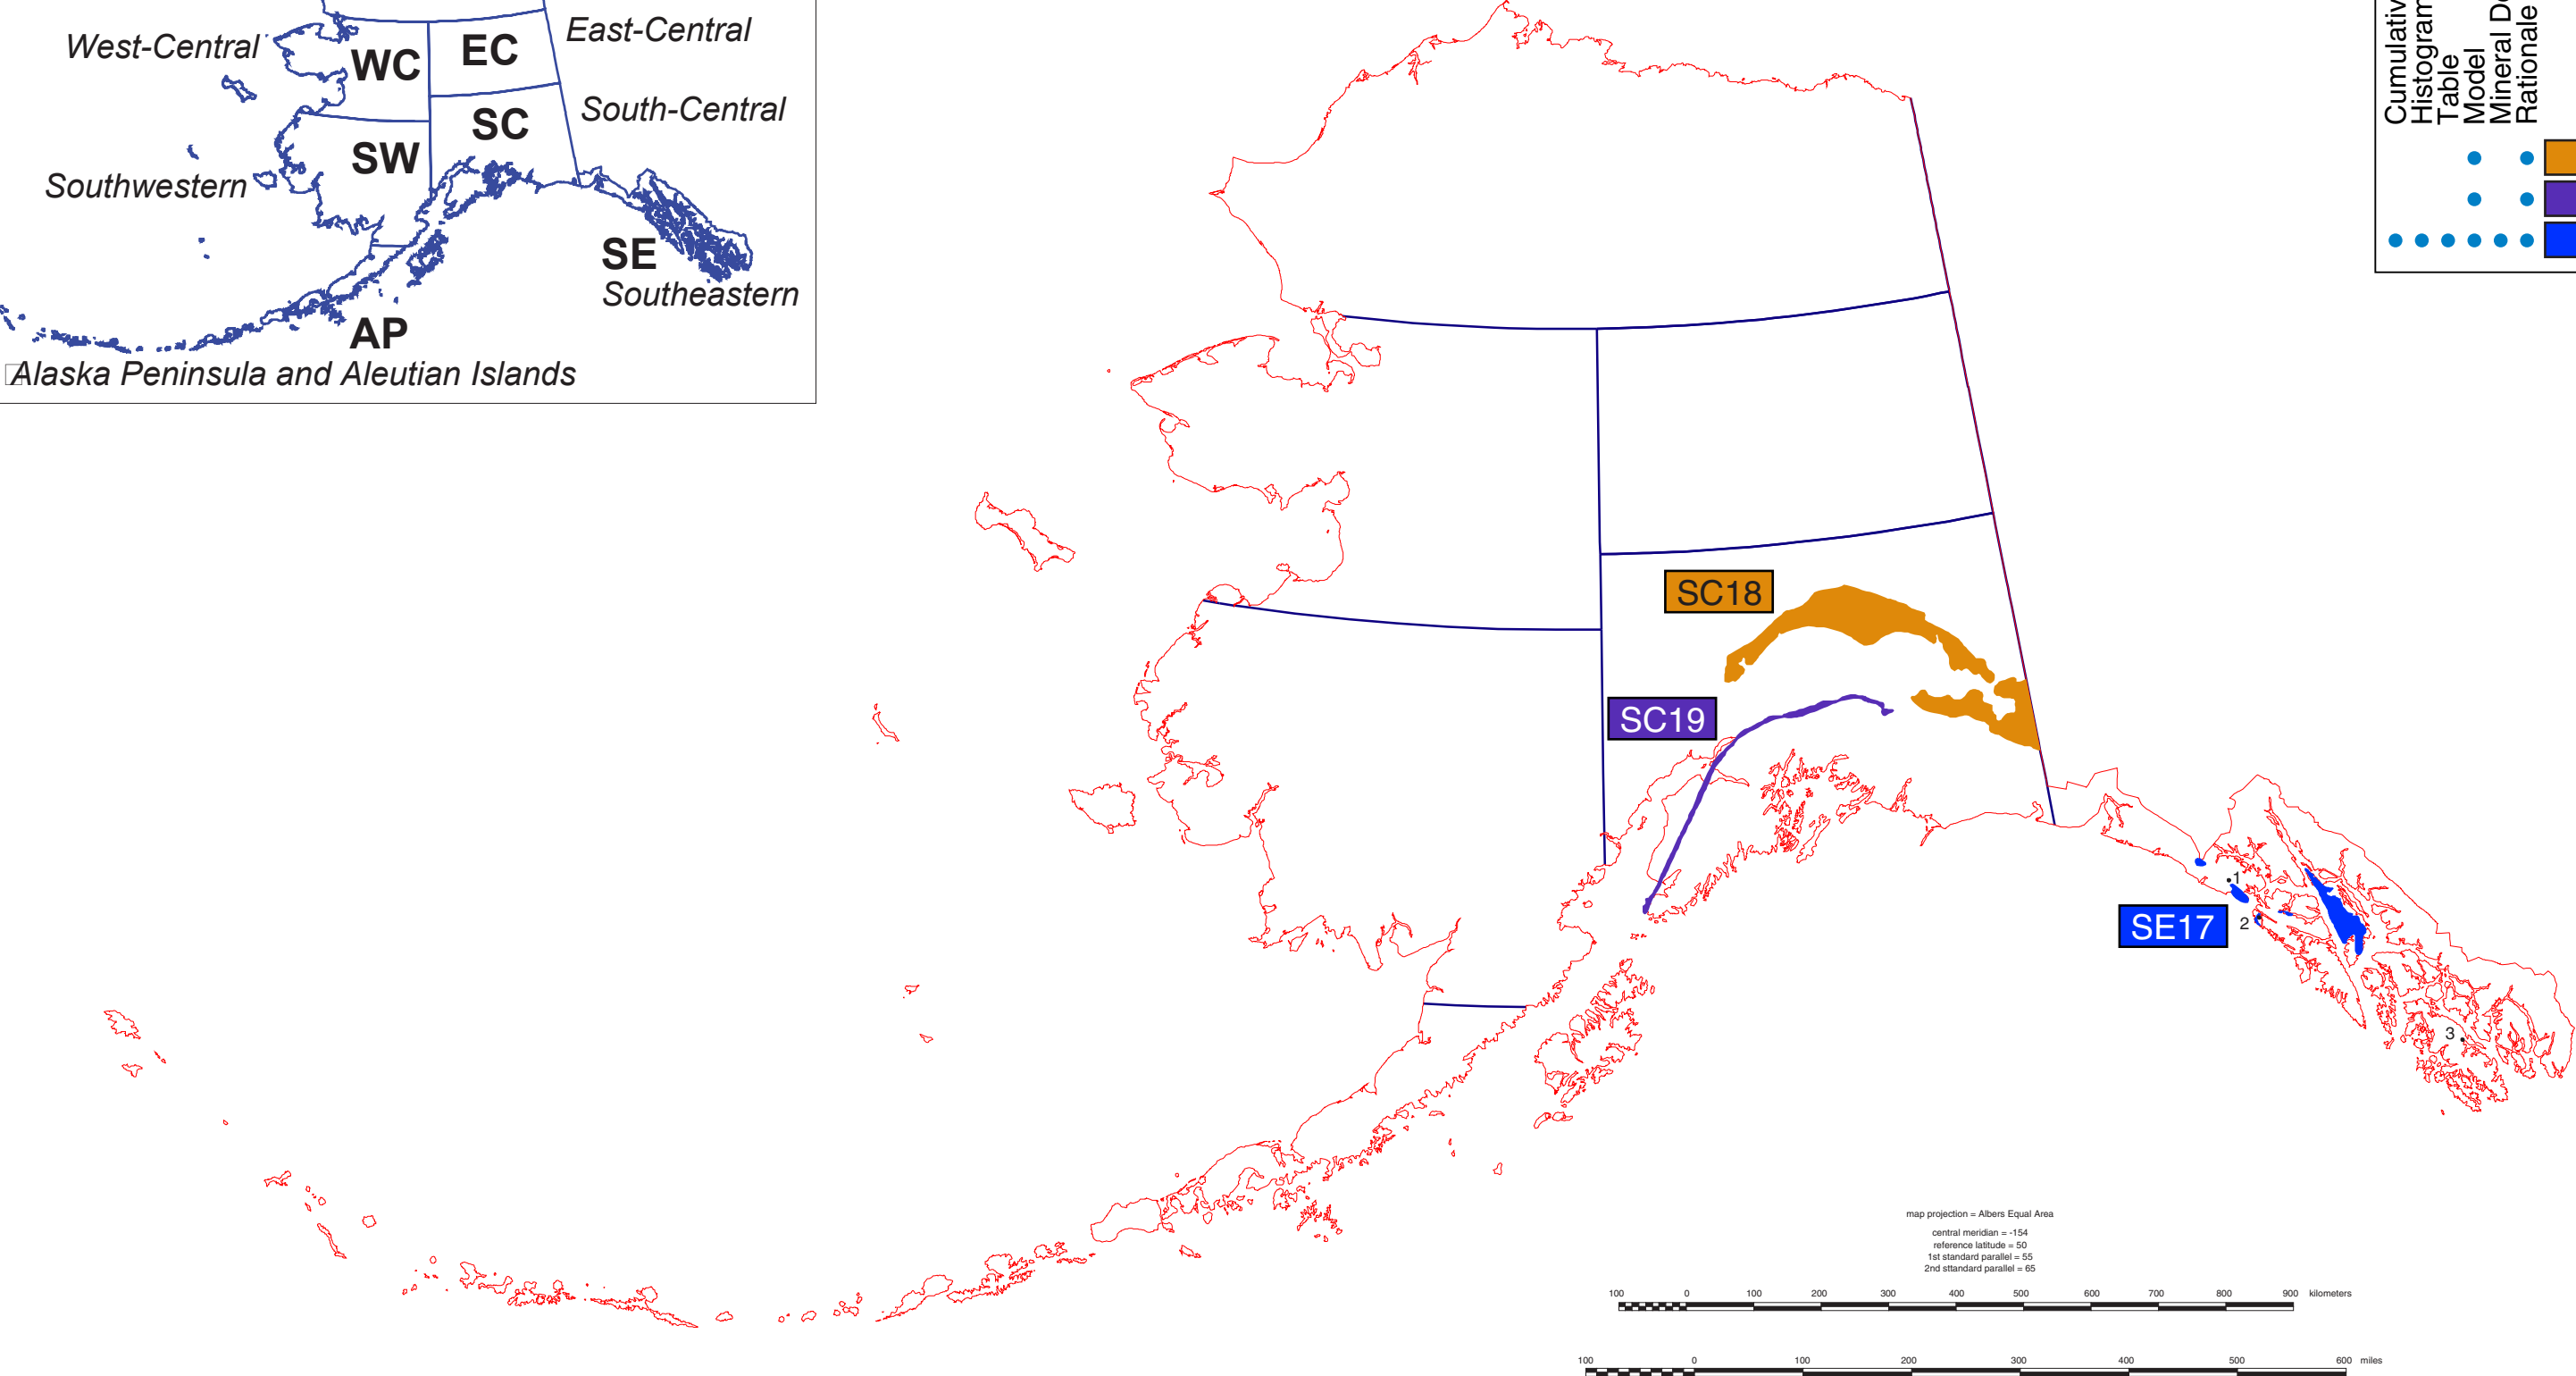 West-Central
WC
EC
East-Central
SC
South-Central
SW
Southwestern
SE
Southeastern
AP
Alaska Peninsula and Aleutian Islands
Histogram
Table
Model
Rationale
SC18
SC19
SE17
1
2
3
map projection = Albers Equal Area
central meridian = -154
reference latitude = 50
1st standard parallel = 55
2nd sttandard parallel = 65
100 0 100 200 300 400 500 600 700 800 900 kilometers
100 0 100 200 300 400 500 600 miles